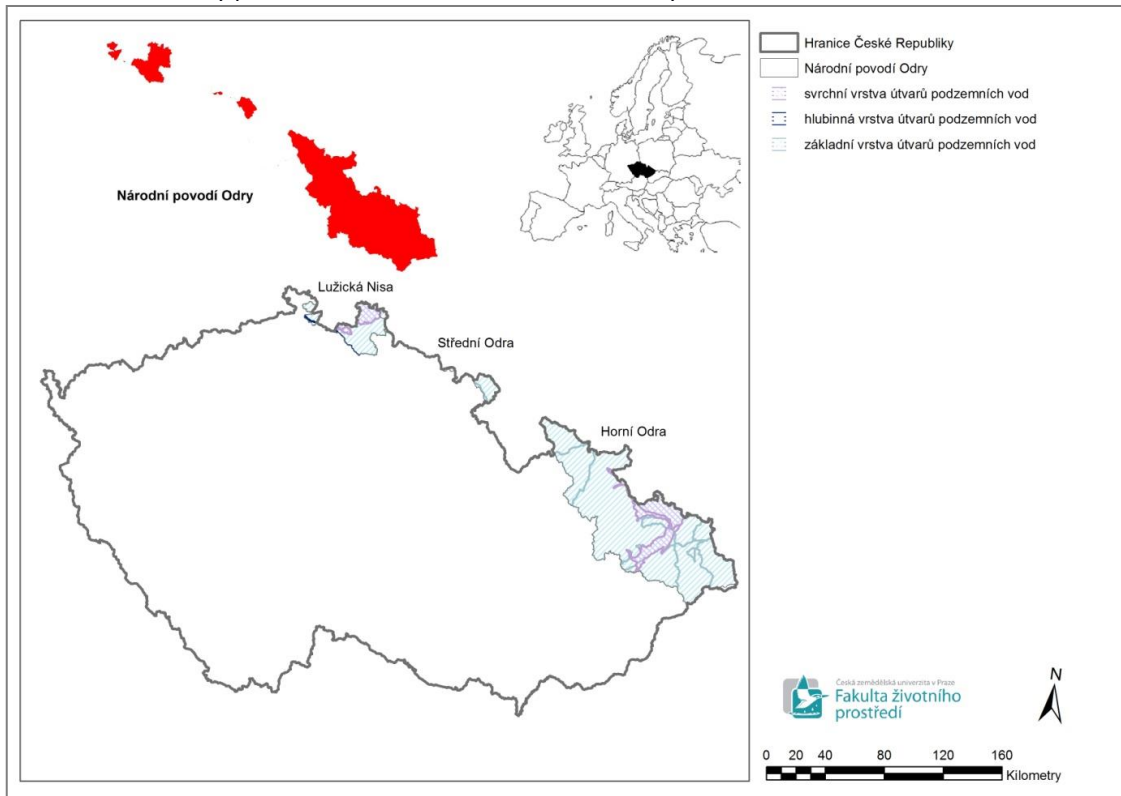 Národní povodí Odry
Lužická Nisa
Střední Odra
Horní Odra
Hranice České Republiky
Národní povodí Odry
svrchní vrstva útvarů podzemních vod
hlubinná vrstva útvarů podzemních vod
základní vrstva útvarů podzemních vod
Česká zemědělská univerzita v Praze
Fakulta životního
prostředí
N
0 20 40 80 120 160
Kilometry